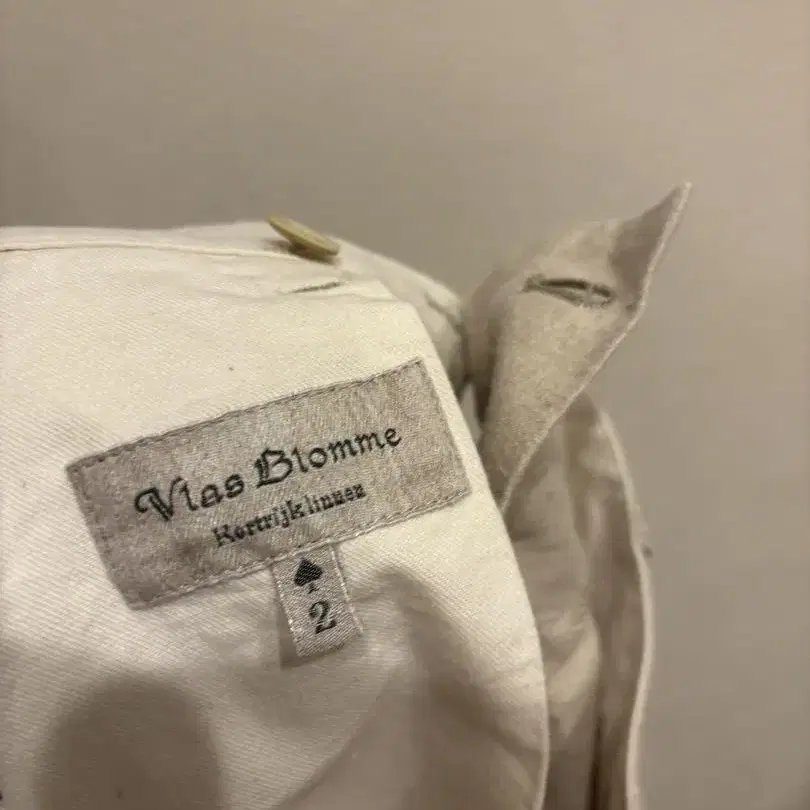 Vlas Blomme
Kortrijk linnen
♠
2